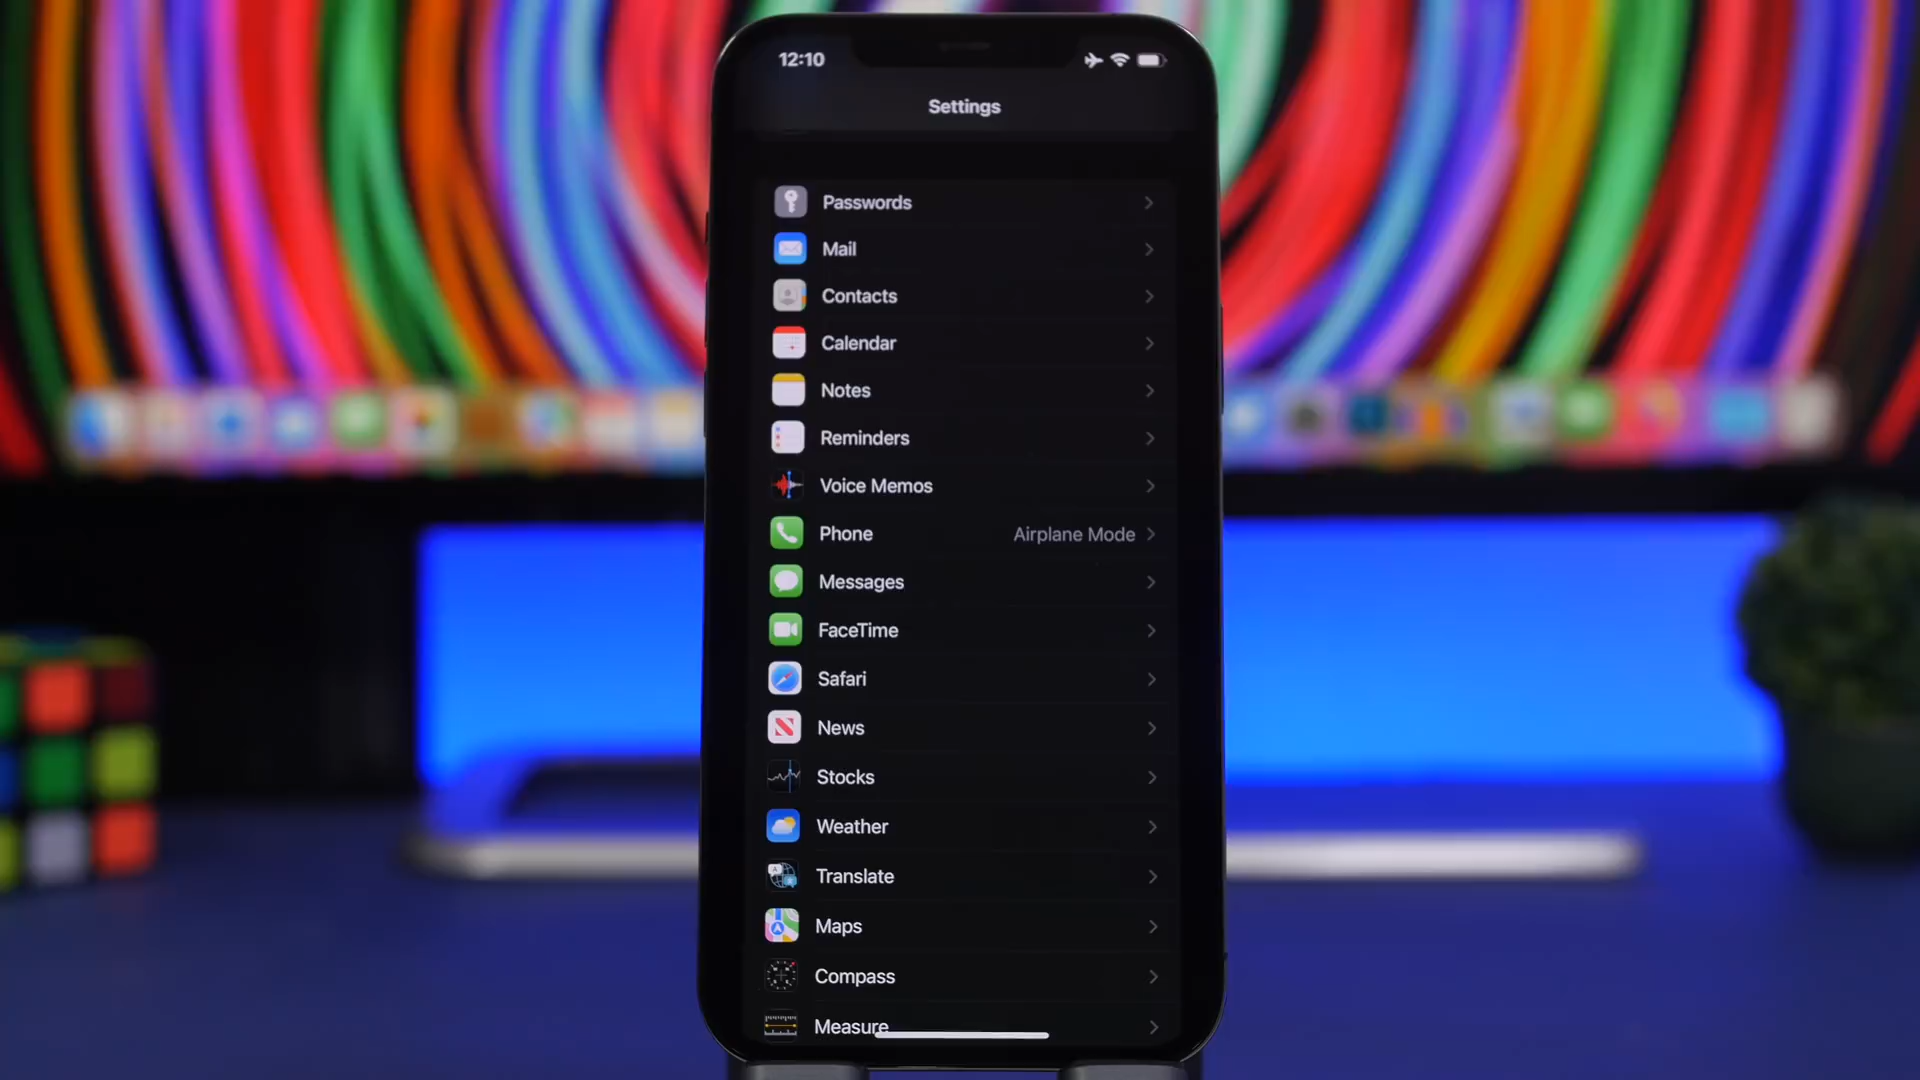 12:10
Settings
Passwords
Mail
Contacts
Calendar
Notes
Reminders
Voice Memos
Phone Airplane Mode
Messages
FaceTime
Safari
News
Stocks
Weather
Translate
Maps
Compass
Measure